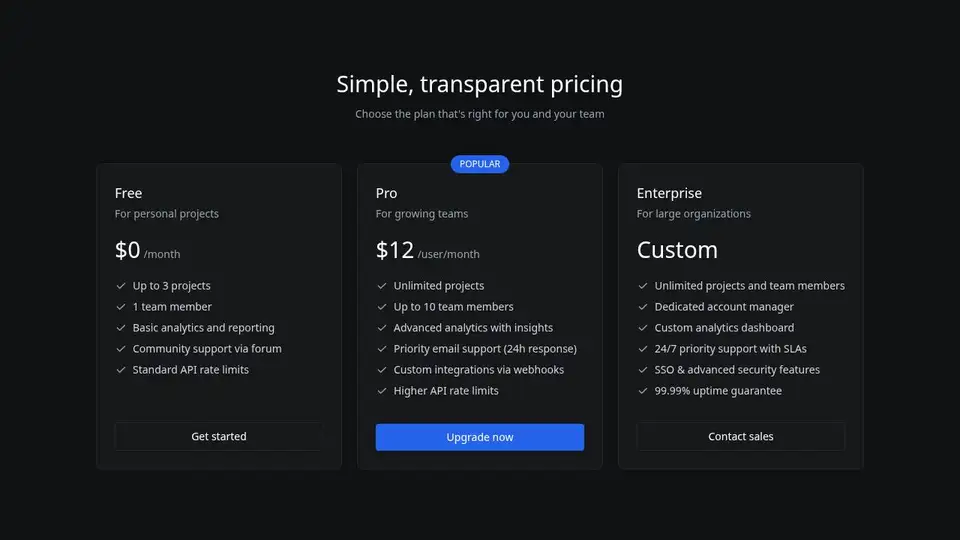 Simple, transparent pricing
Choose the plan that's right for you and your team
Free
For personal projects
$0 /month
Up to 3 projects
1 team member
Basic analytics and reporting
Community support via forum
Standard API rate limits
Get started
POPULAR
Pro
For growing teams
$12 /user/month
Unlimited projects
Up to 10 team members
Advanced analytics with insights
Priority email support (24h response)
Custom integrations via webhooks
Higher API rate limits
Upgrade now
Enterprise
For large organizations
Custom
Unlimited projects and team members
Dedicated account manager
Custom analytics dashboard
24/7 priority support with SLAs
SSO & advanced security features
99.99% uptime guarantee
Contact sales